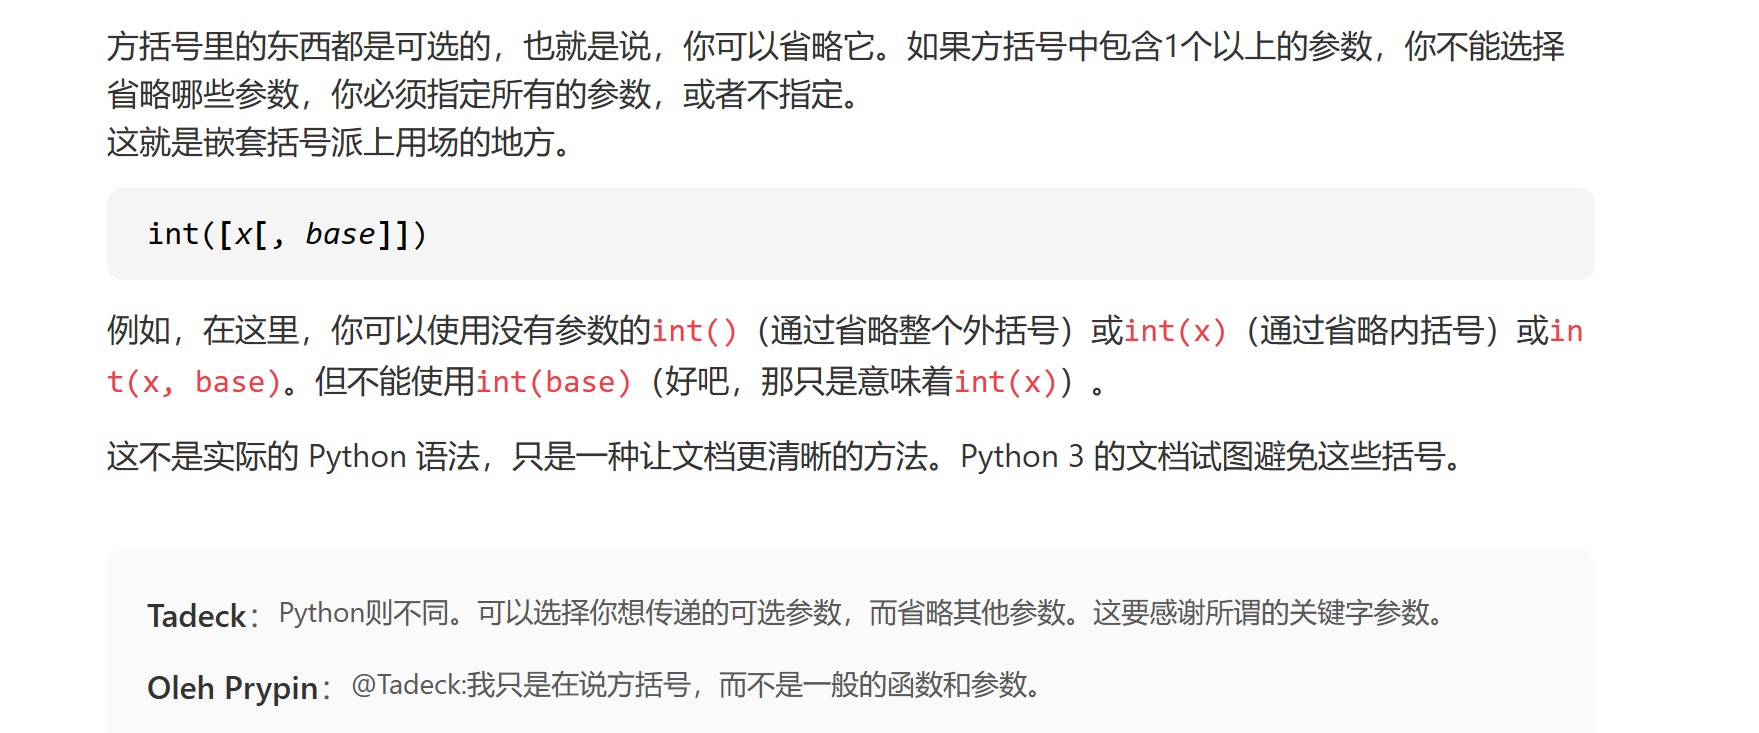 方括号里的东西都是可选的，也就是说，你可以省略它。如果方括号中包含1个以上的参数，你不能选择
省略哪些参数，你必须指定所有的参数，或者不指定。
这就是嵌套括号派上用场的地方。
int([x[, base]])
例如，在这里，你可以使用没有参数的int()（通过省略整个外括号）或int(x)（通过省略内括号）或in
t(x, base)。但不能使用int(base)（好吧，那只是意味着int(x)）。
这不是实际的 Python 语法，只是一种让文档更清晰的方法。Python 3 的文档试图避免这些括号。
Tadeck：Python则不同。可以选择你想传递的可选参数，而省略其他参数。这要感谢所谓的关键字参数。
Oleh Prypin：@Tadeck:我只是在说方括号，而不是一般的函数和参数。